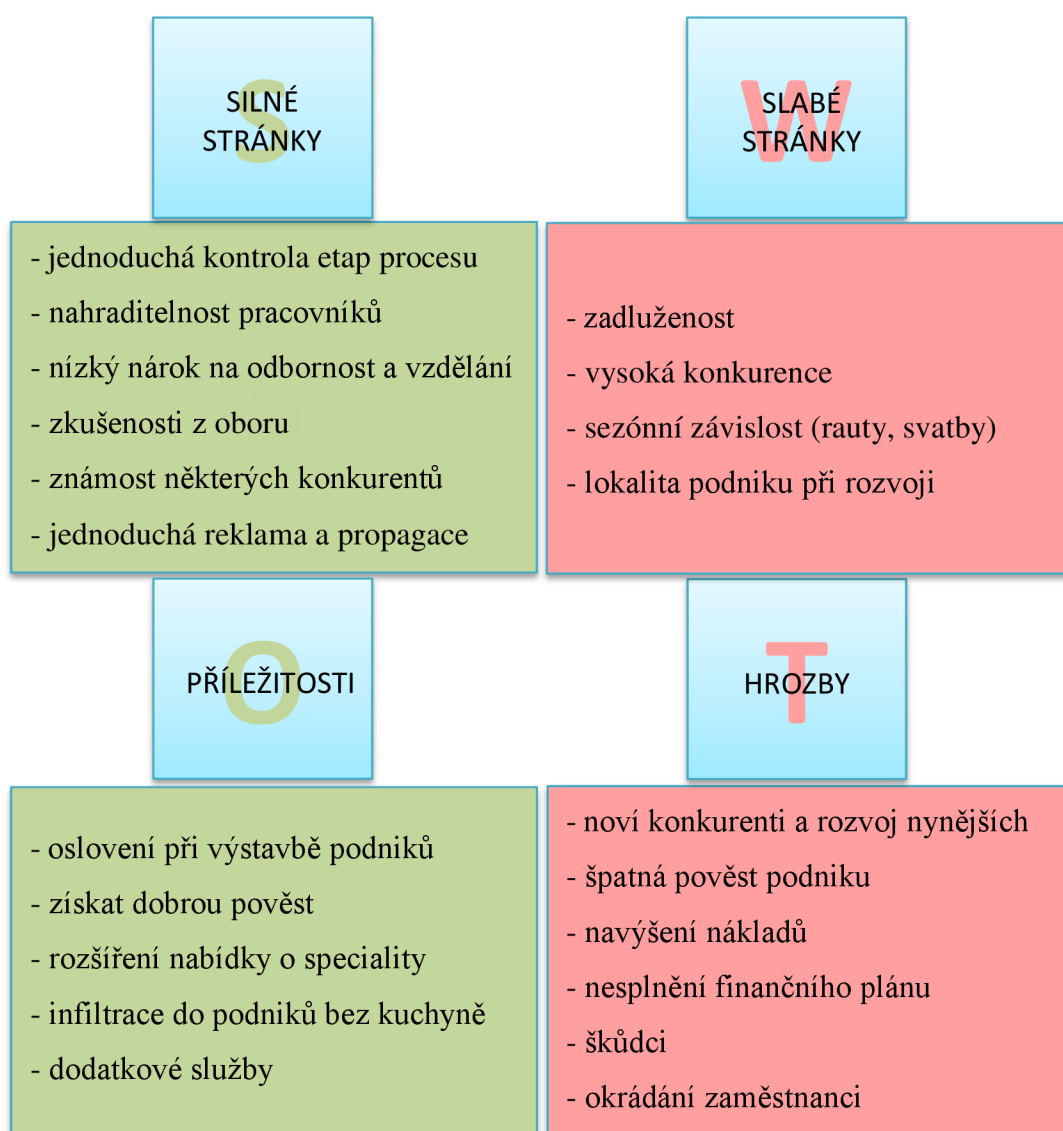 S
SILNÉ
STRÁNKY
- jednoduchá kontrola etap procesu
- nahraditelnost pracovníků
- nízký nárok na odbornost a vzdělání
- zkušenosti z oboru
- známost některých konkurentů
- jednoduchá reklama a propagace
W
SLABÉ
STRÁNKY
- zadluženost
- vysoká konkurence
- sezónní závislost (rauty, svatby)
- lokalita podniku při rozvoji
O
PŘÍLEŽITOSTI
- oslovení při výstavbě podniků
- získat dobrou pověst
- rozšíření nabídky o speciality
- infiltrace do podniků bez kuchyně
- dodatkové služby
T
HROZBY
- noví konkurenti a rozvoj nynějších
- špatná pověst podniku
- navýšení nákladů
- nesplnění finančního plánu
- škůdci
- okrádání zaměstnanci